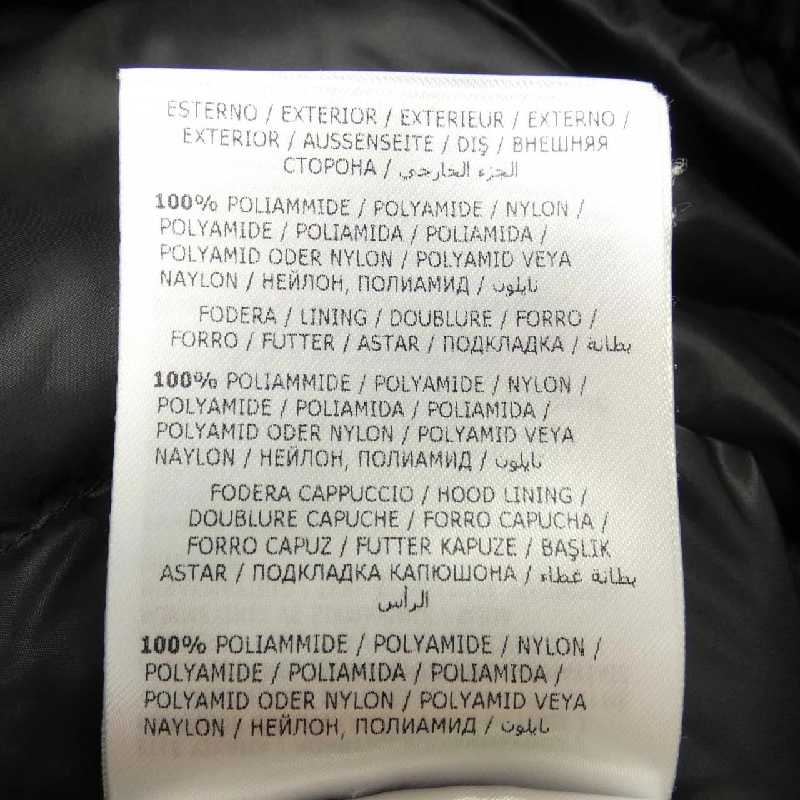 ESTERNO / EXTERIOR / EXTERIEUR / EXTERNO /
EXTERIOR / AUSSENSEITE / DIŞ / ВНЕШНЯЯ
СТОРОНА / الجزء الخارجي
100% POLIAMMIDE / POLYAMIDE / NYLON /
POLYAMIDE / POLIAMIDA / POLIAMIDA /
POLYAMID ODER NYLON / POLYAMID VEYA
NAYLON / НЕЙЛОН, ПОЛИАМИД / نايلون
FODERA / LINING / DOUBLURE / FORRO /
FORRO / FUTTER / ASTAR / ПОДКЛАДКА / بطانة
100% POLIAMMIDE / POLYAMIDE / NYLON /
POLYAMIDE / POLIAMIDA / POLIAMIDA /
POLYAMID ODER NYLON / POLYAMID VEYA
NAYLON / НЕЙЛОН, ПОЛИАМИД / نايلون
FODERA CAPPUCCIO / HOOD LINING /
DOUBLURE CAPUCHE / FORRO CAPUCHA /
FORRO CAPUZ / FUTTER KAPUZE / BAŞLIK
ASTAR / ПОДКЛАДКА КАПЮШОНА / بطانة غطاء
الرأس
100% POLIAMMIDE / POLYAMIDE / NYLON /
POLYAMIDE / POLIAMIDA / POLIAMIDA /
POLYAMID ODER NYLON / POLYAMID VEYA
NAYLON / НЕЙЛОН, ПОЛИАМИД / نايلون